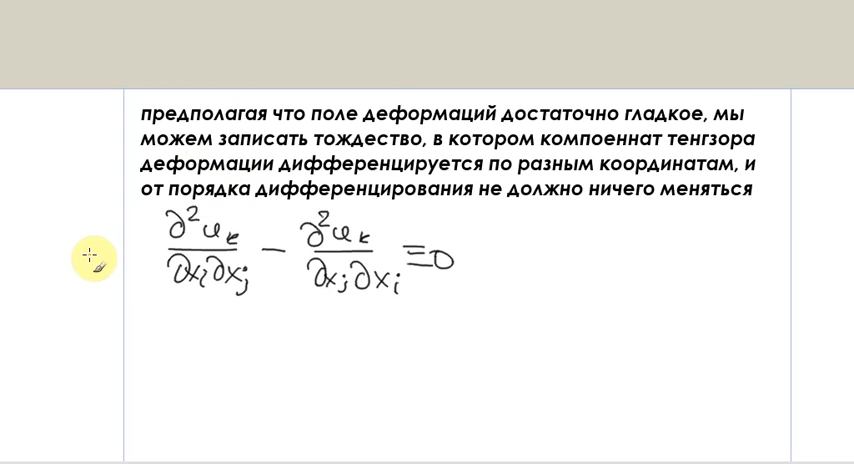 предполагая что поле деформаций достаточно гладкое, мы
можем записать тождество, в котором компоеннат тенгзора
деформации дифференцируется по разным координатам, и
от порядка дифференцирования не должно ничего меняться
∂²u_k/∂x_i∂x_j − ∂²u_k/∂x_j∂x_i ≡ 0